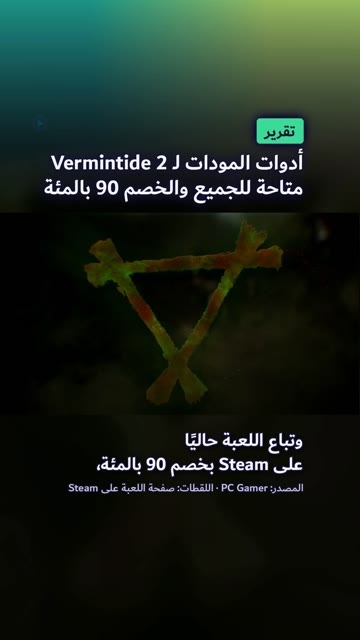 تقرير
أدوات المودات لـ Vermintide 2
متاحة للجميع والخصم 90 بالمئة
وتباع اللعبة حاليًا
على Steam بخصم 90 بالمئة،
المصدر: PC Gamer · اللقطات: صفحة اللعبة على Steam